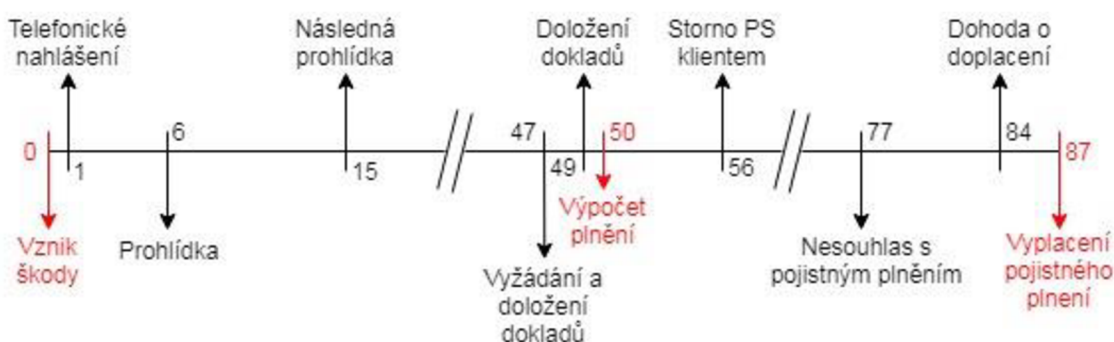 Telefonické
nahlášení
Následná
prohlídka
Doložení
dokladů
Storno PS
klientem
Dohoda o
doplacení
0
1
6
15
47
49
50
56
77
84
87
Vznik
škody
Prohlídka
Vyžádání a
doložení
dokladů
Výpočet
plnění
Nesouhlas s
pojistným plněním
Vyplacení
pojistného
plnení